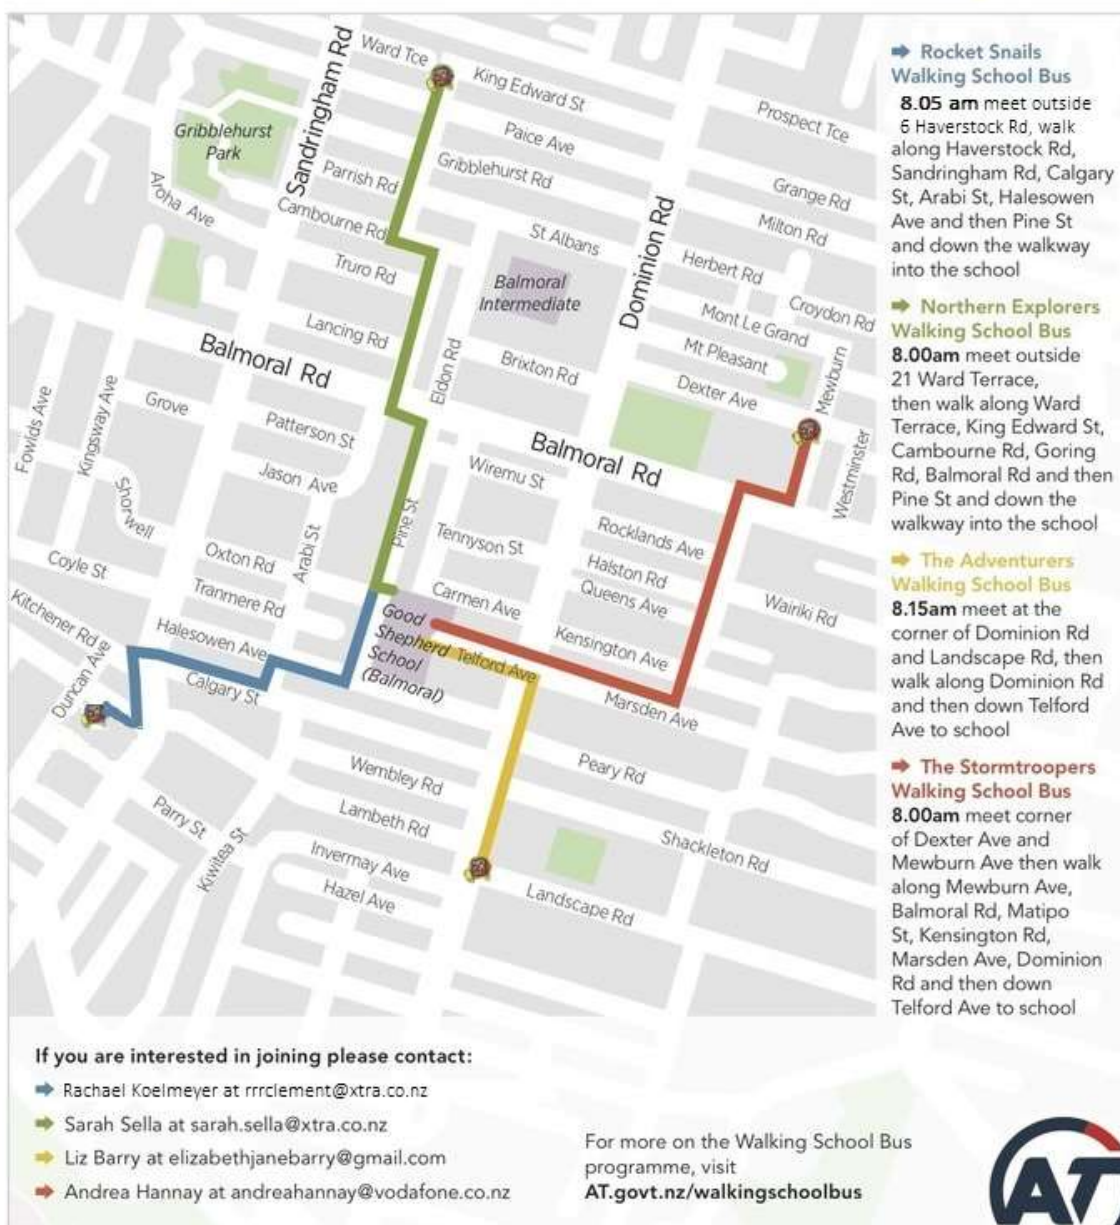 Ward Tce
King Edward St
Prospect Tce
Sandringham Rd
Gribblehurst
Park
Paice Ave
Gribblehurst Rd
Parrish Rd
Grange Rd
Aroha Ave
Cambourne Rd
Milton Rd
St Albans
Dominion Rd
Truro Rd
Herbert Rd
Balmoral
Intermediate
Croydon Rd
Mont Le Grand
Lancing Rd
Mt Pleasant
Balmoral Rd
Eldon Rd
Brixton Rd
Mewburn
Dexter Ave
Fowlds Ave
Kingsway Ave
Grove
Patterson St
Balmoral Rd
Westminster
Jason Ave
Wiremu St
Shorwell
Pine St
Rocklands Ave
Arabi St
Tennyson St
Oxton Rd
Coyle St
Halston Rd
Tranmere Rd
Queens Ave
Wairiki Rd
Carmen Ave
Kitchener Rd
Good
Shepherd
School
(Balmoral)
Halesowen Ave
Kensington Ave
Telford Ave
Duncan Ave
Calgary St
Marsden Ave
Wembley Rd
Peary Rd
Parry St
Lambeth Rd
Kiwitea St
Shackleton Rd
Invermay Ave
Hazel Ave
Landscape Rd
Rocket Snails
Walking School Bus
8.05 am meet outside
6 Haverstock Rd, walk
along Haverstock Rd,
Sandringham Rd, Calgary
St, Arabi St, Halesowen
Ave and then Pine St
and down the walkway
into the school
Northern Explorers
Walking School Bus
8.00am meet outside
21 Ward Terrace,
then walk along Ward
Terrace, King Edward St,
Cambourne Rd, Goring
Rd, Balmoral Rd and then
Pine St and down the
walkway into the school
The Adventurers
Walking School Bus
8.15am meet at the
corner of Dominion Rd
and Landscape Rd, then
walk along Dominion Rd
and then down Telford
Ave to school
The Stormtroopers
Walking School Bus
8.00am meet corner
of Dexter Ave and
Mewburn Ave then walk
along Mewburn Ave,
Balmoral Rd, Matipo
St, Kensington Rd,
Marsden Ave, Dominion
Rd and then down
Telford Ave to school
If you are interested in joining please contact:
Rachael Koelmeyer at rrrclement@xtra.co.nz
Sarah Sella at sarah.sella@xtra.co.nz
Liz Barry at elizabethjanebarry@gmail.com
Andrea Hannay at andreahannay@vodafone.co.nz
For more on the Walking School Bus
programme, visit
AT.govt.nz/walkingschoolbus
AT